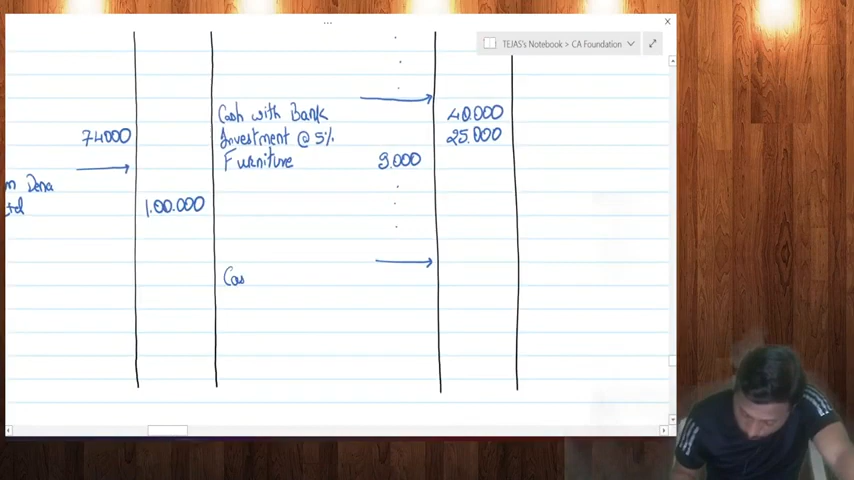 TEJAS's Notebook > CA Foundation
Cash with Bank 40.000
74000 Investment @ 5% 25.000
Furniture 9.000
m Dena
Ltd 1.00.000
Cas